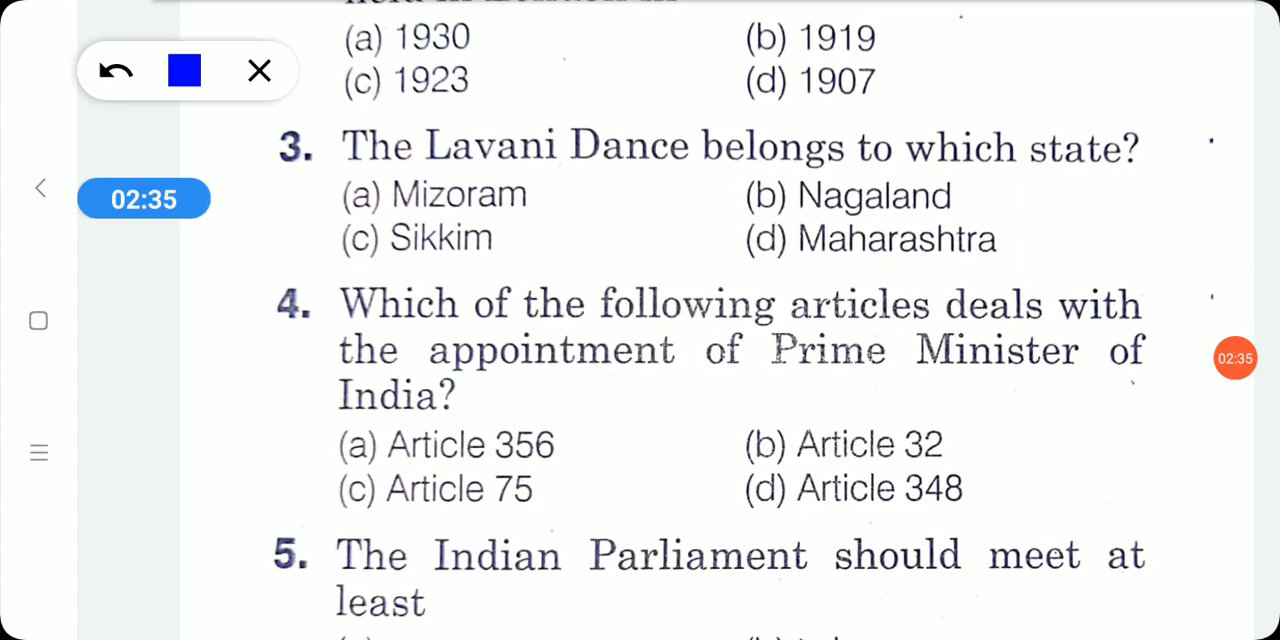 (a) 1930 (b) 1919
(c) 1923 (d) 1907
3. The Lavani Dance belongs to which state?
02:35
(a) Mizoram (b) Nagaland
(c) Sikkim (d) Maharashtra
4. Which of the following articles deals with
the appointment of Prime Minister of
02:35
India?
(a) Article 356 (b) Article 32
(c) Article 75 (d) Article 348
5. The Indian Parliament should meet at
least